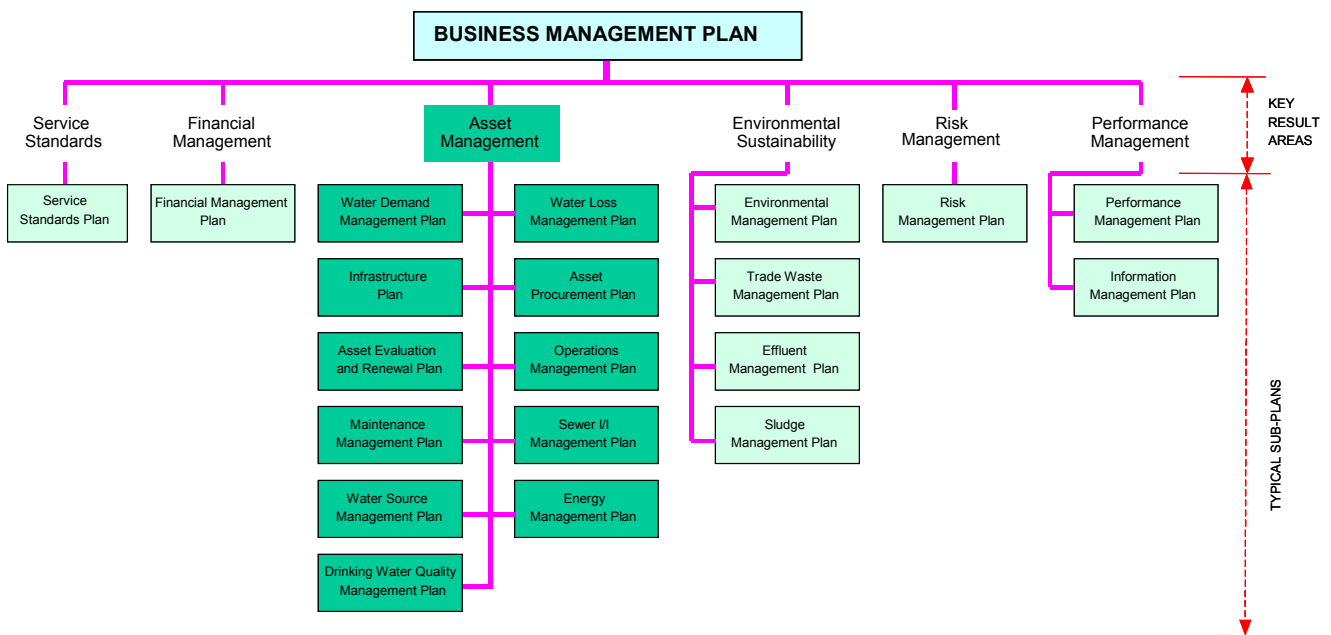 BUSINESS MANAGEMENT PLAN
KEY
RESULT
AREAS
Service
Standards
Financial
Management
Asset
Management
Environmental
Sustainability
Risk
Management
Performance
Management
Service
Standards Plan
Financial Management
Plan
Water Demand
Management Plan
Water Loss
Management Plan
Environmental
Management Plan
Risk
Management Plan
Performance
Management Plan
Infrastructure
Plan
Asset
Procurement Plan
Trade Waste
Management Plan
Information
Management Plan
Asset Evaluation
and Renewal Plan
Operations
Management Plan
Effluent
Management Plan
Maintenance
Management Plan
Sewer I/I
Management Plan
Sludge
Management Plan
Water Source
Management Plan
Energy
Management Plan
Drinking Water Quality
Management Plan
TYPICAL SUB-PLANS